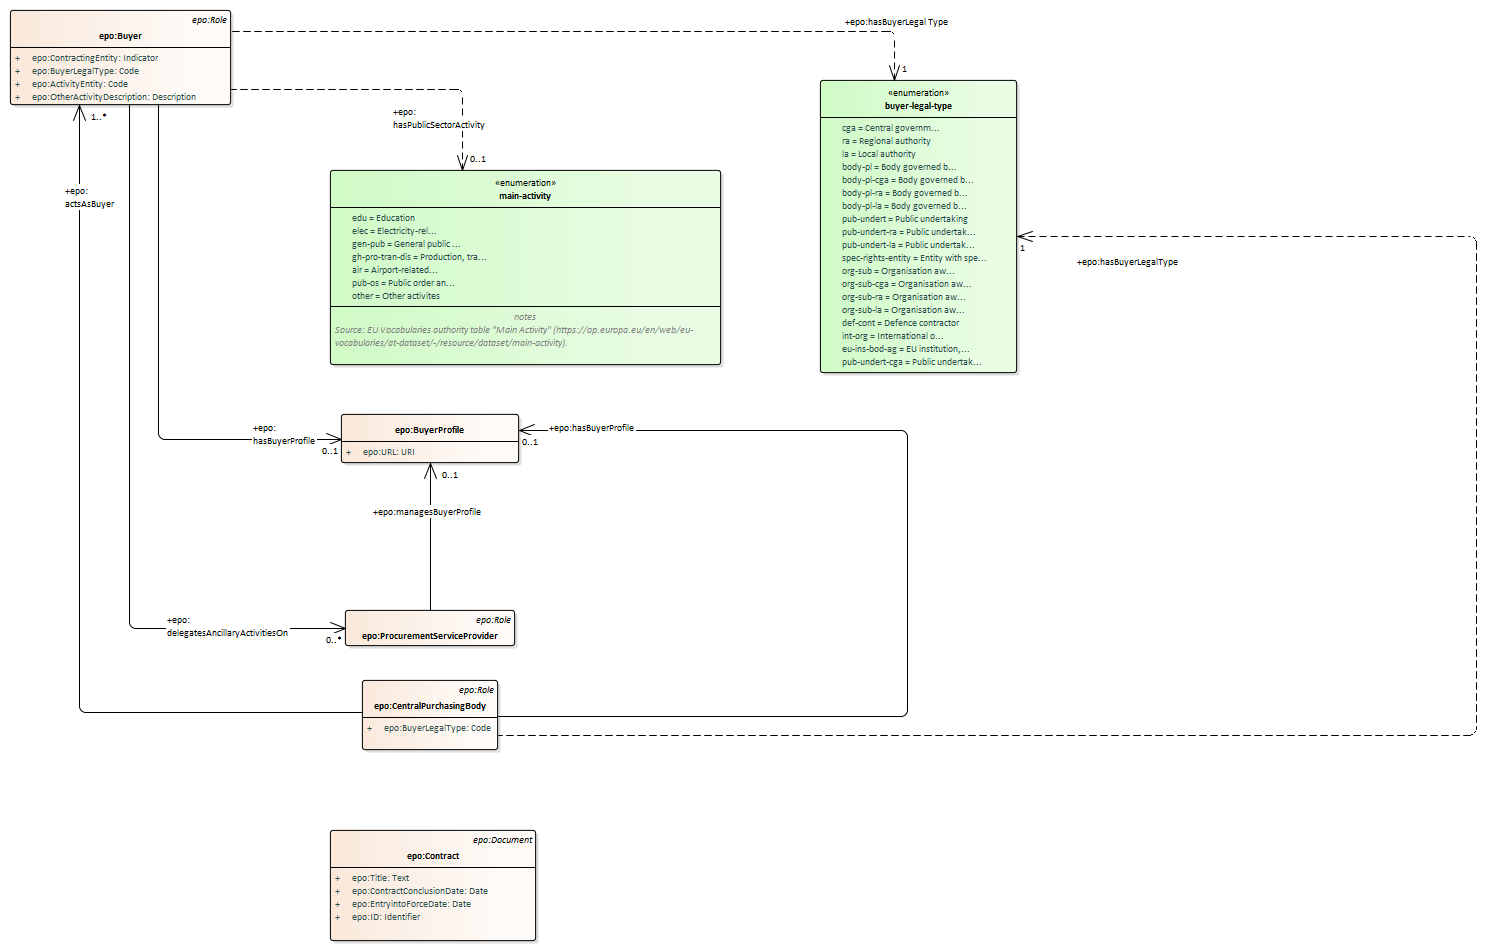 epo:Role
epo:Buyer
+ epo:ContractingEntity: Indicator
+ epo:BuyerLegalType: Code
+ epo:ActivityEntity: Code
+ epo:OtherActivityDescription: Description
+epo:hasBuyerLegal Type
1
+epo:
hasPublicSectorActivity
0..1
1..*
+epo:
actsAsBuyer
«enumeration»
buyer-legal-type
cga = Central governm...
ra = Regional authority
la = Local authority
body-pl = Body governed b...
body-pl-cga = Body governed b...
body-pl-ra = Body governed b...
body-pl-la = Body governed b...
pub-undert = Public undertaking
pub-undert-ra = Public undertak...
pub-undert-la = Public undertak...
spec-rights-entity = Entity with spe...
org-sub = Organisation aw...
org-sub-cga = Organisation aw...
org-sub-ra = Organisation aw...
org-sub-la = Organisation aw...
def-cont = Defence contractor
int-org = International o...
eu-ins-bod-ag = EU institution,...
pub-undert-cga = Public undertak...
1
+epo:hasBuyerLegalType
«enumeration»
main-activity
edu = Education
elec = Electricity-rel...
gen-pub = General public ...
gh-pro-tran-dis = Production, tra...
air = Airport-related...
pub-os = Public order an...
other = Other activites
notes
Source: EU Vocabularies authority table "Main Activity" (https://op.europa.eu/en/web/eu-
vocabularies/at-dataset/-/resource/dataset/main-activity).
+epo:
hasBuyerProfile
0..1
epo:BuyerProfile
+ epo:URL: URI
+epo:hasBuyerProfile
0..1
0..1
+epo:managesBuyerProfile
+epo:
delegatesAncillaryActivitiesOn
0..*
epo:Role
epo:ProcurementServiceProvider
epo:Role
epo:CentralPurchasingBody
+ epo:BuyerLegalType: Code
epo:Document
epo:Contract
+ epo:Title: Text
+ epo:ContractConclusionDate: Date
+ epo:EntryintoForceDate: Date
+ epo:ID: Identifier